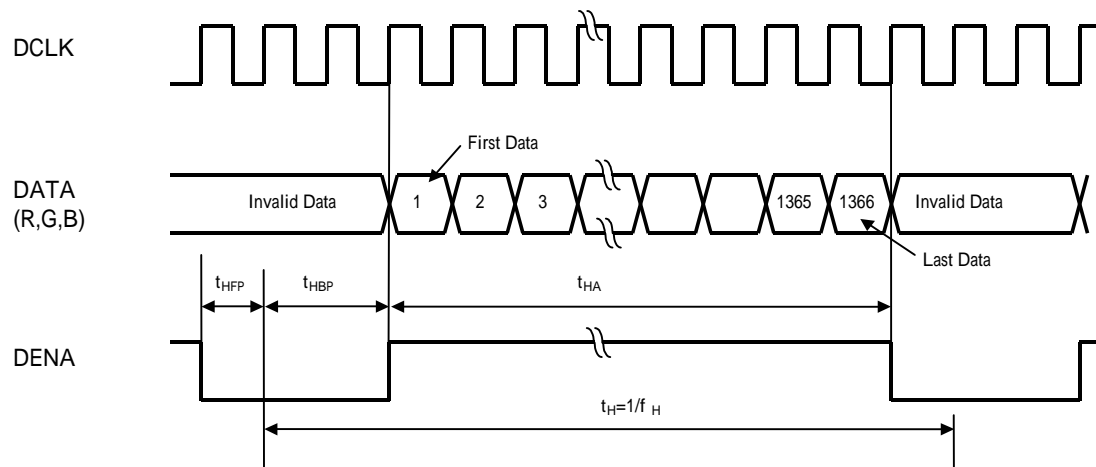 DCLK
First Data
DATA
(R,G,B)
Invalid Data
1
2
3
1365
1366
Invalid Data
Last Data
tHFP
tHBP
tHA
DENA
tH=1/f H